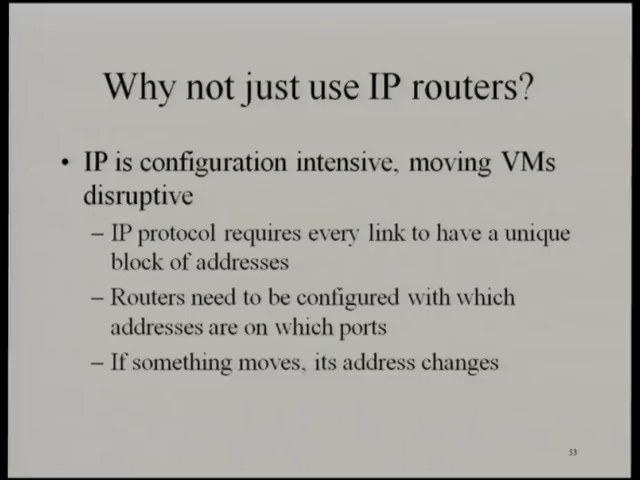 Why not just use IP routers?
• IP is configuration intensive, moving VMs
disruptive
– IP protocol requires every link to have a unique
block of addresses
– Routers need to be configured with which
addresses are on which ports
– If something moves, its address changes
53